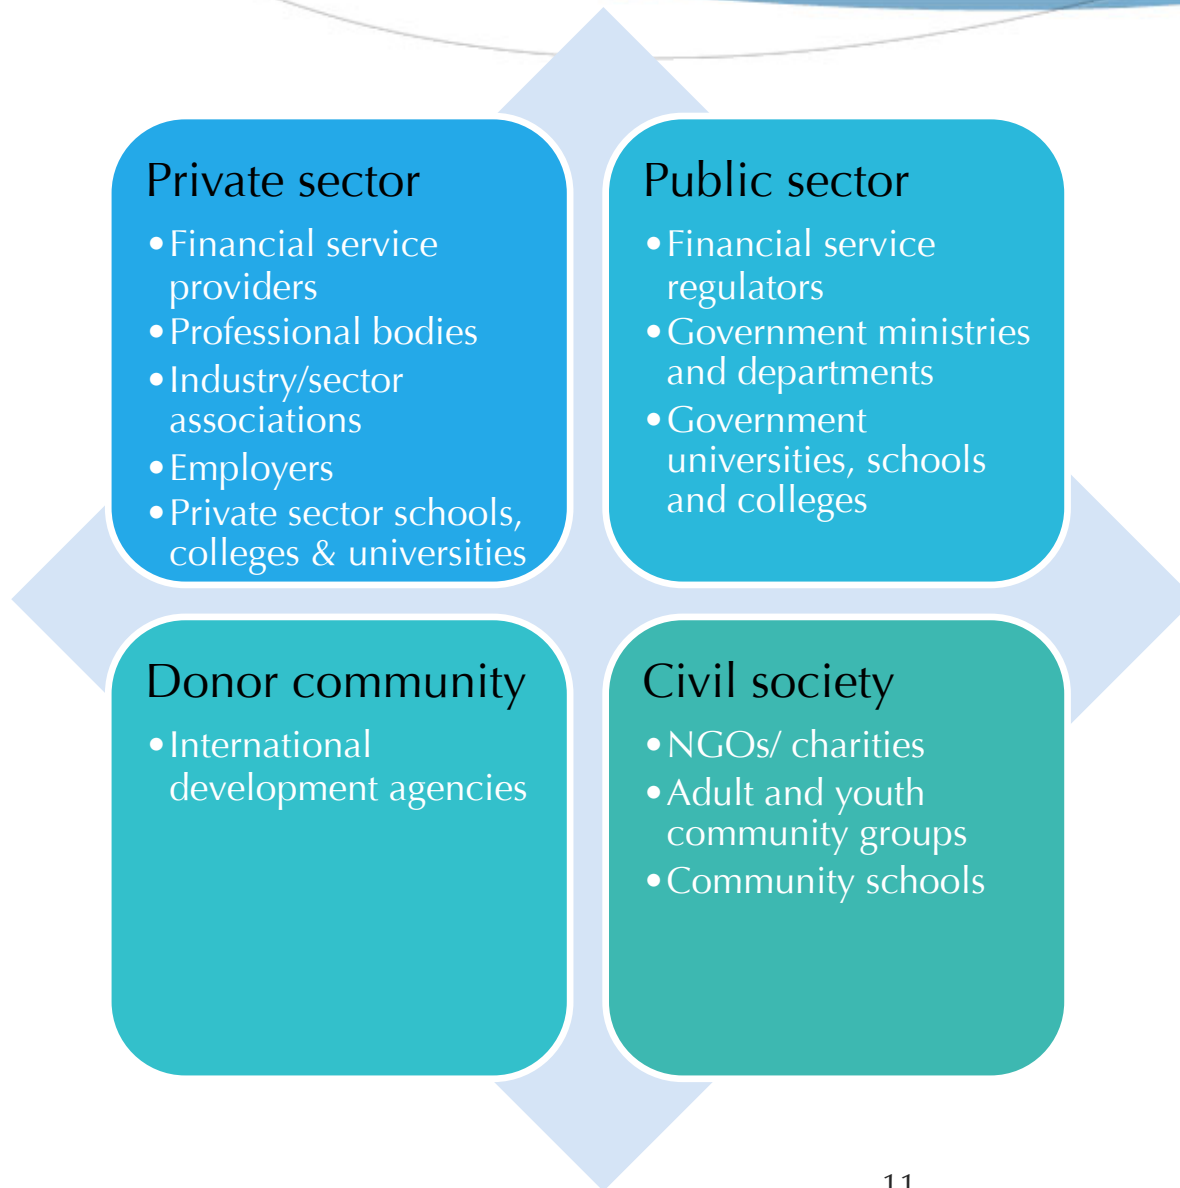 Private sector
•Financial service
providers
•Professional bodies
•Industry/sector
associations
•Employers
•Private sector schools,
colleges & universities
Public sector
•Financial service
regulators
•Government ministries
and departments
•Government
universities, schools
and colleges
Donor community
•International
development agencies
Civil society
•NGOs/ charities
•Adult and youth
community groups
•Community schools
11